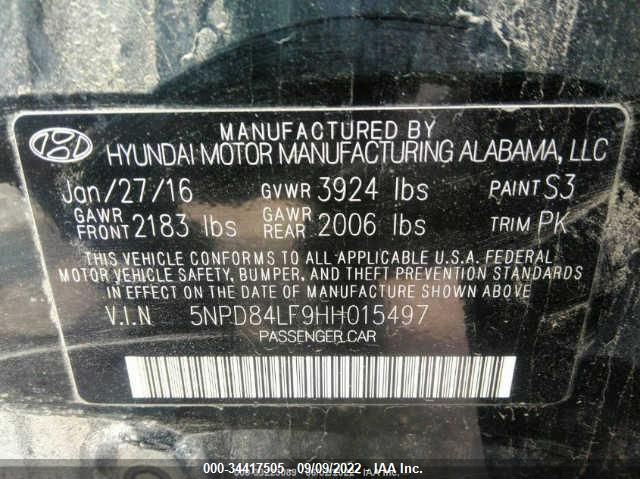 MANUFACTURED BY
HYUNDAI MOTOR MANUFACTURING ALABAMA, LLC
Jan/27/16 GVWR 3924 lbs PAINT S3
GAWR FRONT 2183 lbs GAWR REAR 2006 lbs TRIM PK
THIS VEHICLE CONFORMS TO ALL APPLICABLE U.S.A. FEDERAL
MOTOR VEHICLE SAFETY, BUMPER, AND THEFT PREVENTION STANDARDS
IN EFFECT ON THE DATE OF MANUFACTURE SHOWN ABOVE.
V.I.N 5NPD84LF9HH015497
PASSENGER CAR
000-34417505 - 09/09/2022 - IAA Inc.